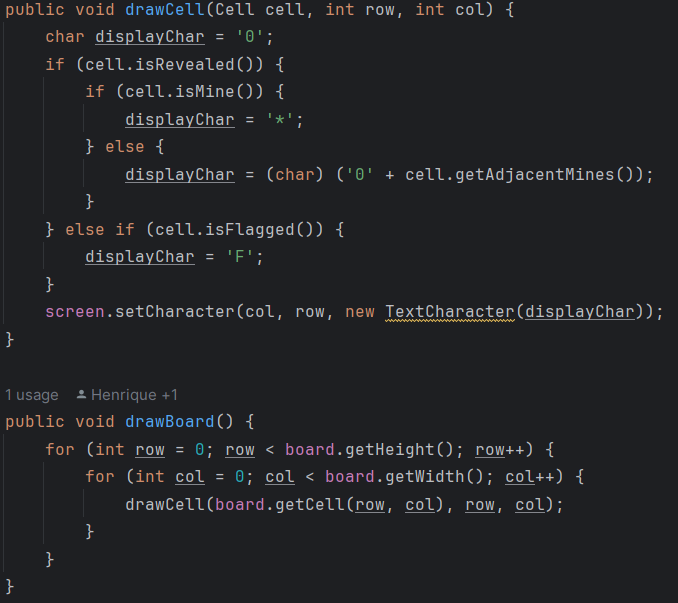 public void drawCell(Cell cell, int row, int col) {
    char displayChar = '0';
    if (cell.isRevealed()) {
        if (cell.isMine()) {
            displayChar = '*';
        } else {
            displayChar = (char) ('0' + cell.getAdjacentMines());
        }
    } else if (cell.isFlagged()) {
        displayChar = 'F';
    }
    screen.setCharacter(col, row, new TextCharacter(displayChar));
}
1 usage Henrique +1
public void drawBoard() {
    for (int row = 0; row < board.getHeight(); row++) {
        for (int col = 0; col < board.getWidth(); col++) {
            drawCell(board.getCell(row, col), row, col);
        }
    }
}